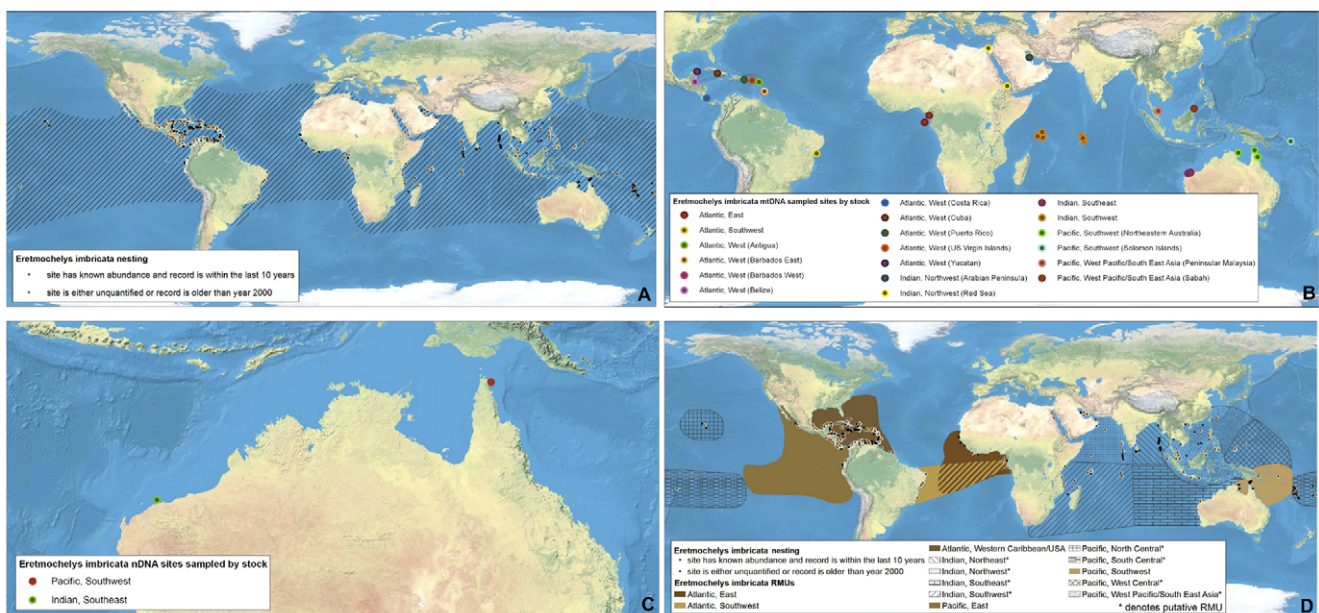 Eretmochelys imbricata nesting
site has known abundance and record is within the last 10 years
site is either unquantified or record is older than year 2000
A
Eretmochelys imbricata mtDNA sampled sites by stock
Atlantic, East
Atlantic, Southwest
Atlantic, West (Antigua)
Atlantic, West (Barbados East)
Atlantic, West (Barbados West)
Atlantic, West (Belize)
Atlantic, West (Costa Rica)
Atlantic, West (Cuba)
Atlantic, West (Puerto Rico)
Atlantic, West (US Virgin Islands)
Atlantic, West (Yucatan)
Indian, Northwest (Arabian Peninsula)
Indian, Northwest (Red Sea)
Indian, Southeast
Indian, Southwest
Pacific, Southwest (Northeastern Australia)
Pacific, Southwest (Solomon Islands)
Pacific, West Pacific/South East Asia (Peninsular Malaysia)
Pacific, West Pacific/South East Asia (Sabah)
B
Eretmochelys imbricata nDNA sites sampled by stock
Pacific, Southwest
Indian, Southeast
C
Eretmochelys imbricata nesting
site has known abundance and record is within the last 10 years
site is either unquantified or record is older than year 2000
Eretmochelys imbricata RMUs
Atlantic, East
Atlantic, Southwest
Atlantic, Western Caribbean/USA
Indian, Northeast*
Indian, Northwest*
Indian, Southeast*
Indian, Southwest*
Pacific, East
Pacific, North Central*
Pacific, South Central*
Pacific, Southwest
Pacific, West Central*
Pacific, West Pacific/South East Asia*
* denotes putative RMU
D